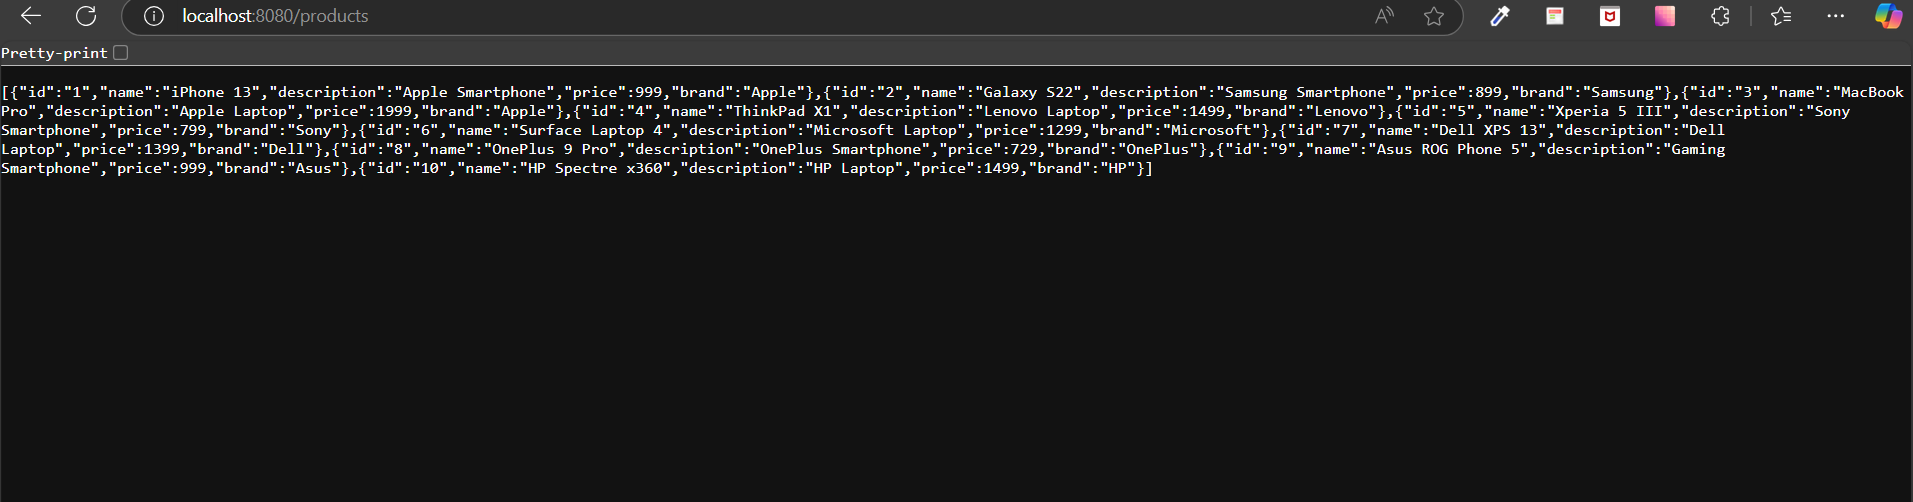 localhost:8080/products
Pretty-print
[{"id":"1","name":"iPhone 13","description":"Apple Smartphone","price":999,"brand":"Apple"},{"id":"2","name":"Galaxy S22","description":"Samsung Smartphone","price":899,"brand":"Samsung"},{"id":"3","name":"MacBook
Pro","description":"Apple Laptop","price":1999,"brand":"Apple"},{"id":"4","name":"ThinkPad X1","description":"Lenovo Laptop","price":1499,"brand":"Lenovo"},{"id":"5","name":"Xperia 5 III","description":"Sony
Smartphone","price":799,"brand":"Sony"},{"id":"6","name":"Surface Laptop 4","description":"Microsoft Laptop","price":1299,"brand":"Microsoft"},{"id":"7","name":"Dell XPS 13","description":"Dell
Laptop","price":1399,"brand":"Dell"},{"id":"8","name":"OnePlus 9 Pro","description":"OnePlus Smartphone","price":729,"brand":"OnePlus"},{"id":"9","name":"Asus ROG Phone 5","description":"Gaming
Smartphone","price":999,"brand":"Asus"},{"id":"10","name":"HP Spectre x360","description":"HP Laptop","price":1499,"brand":"HP"}]